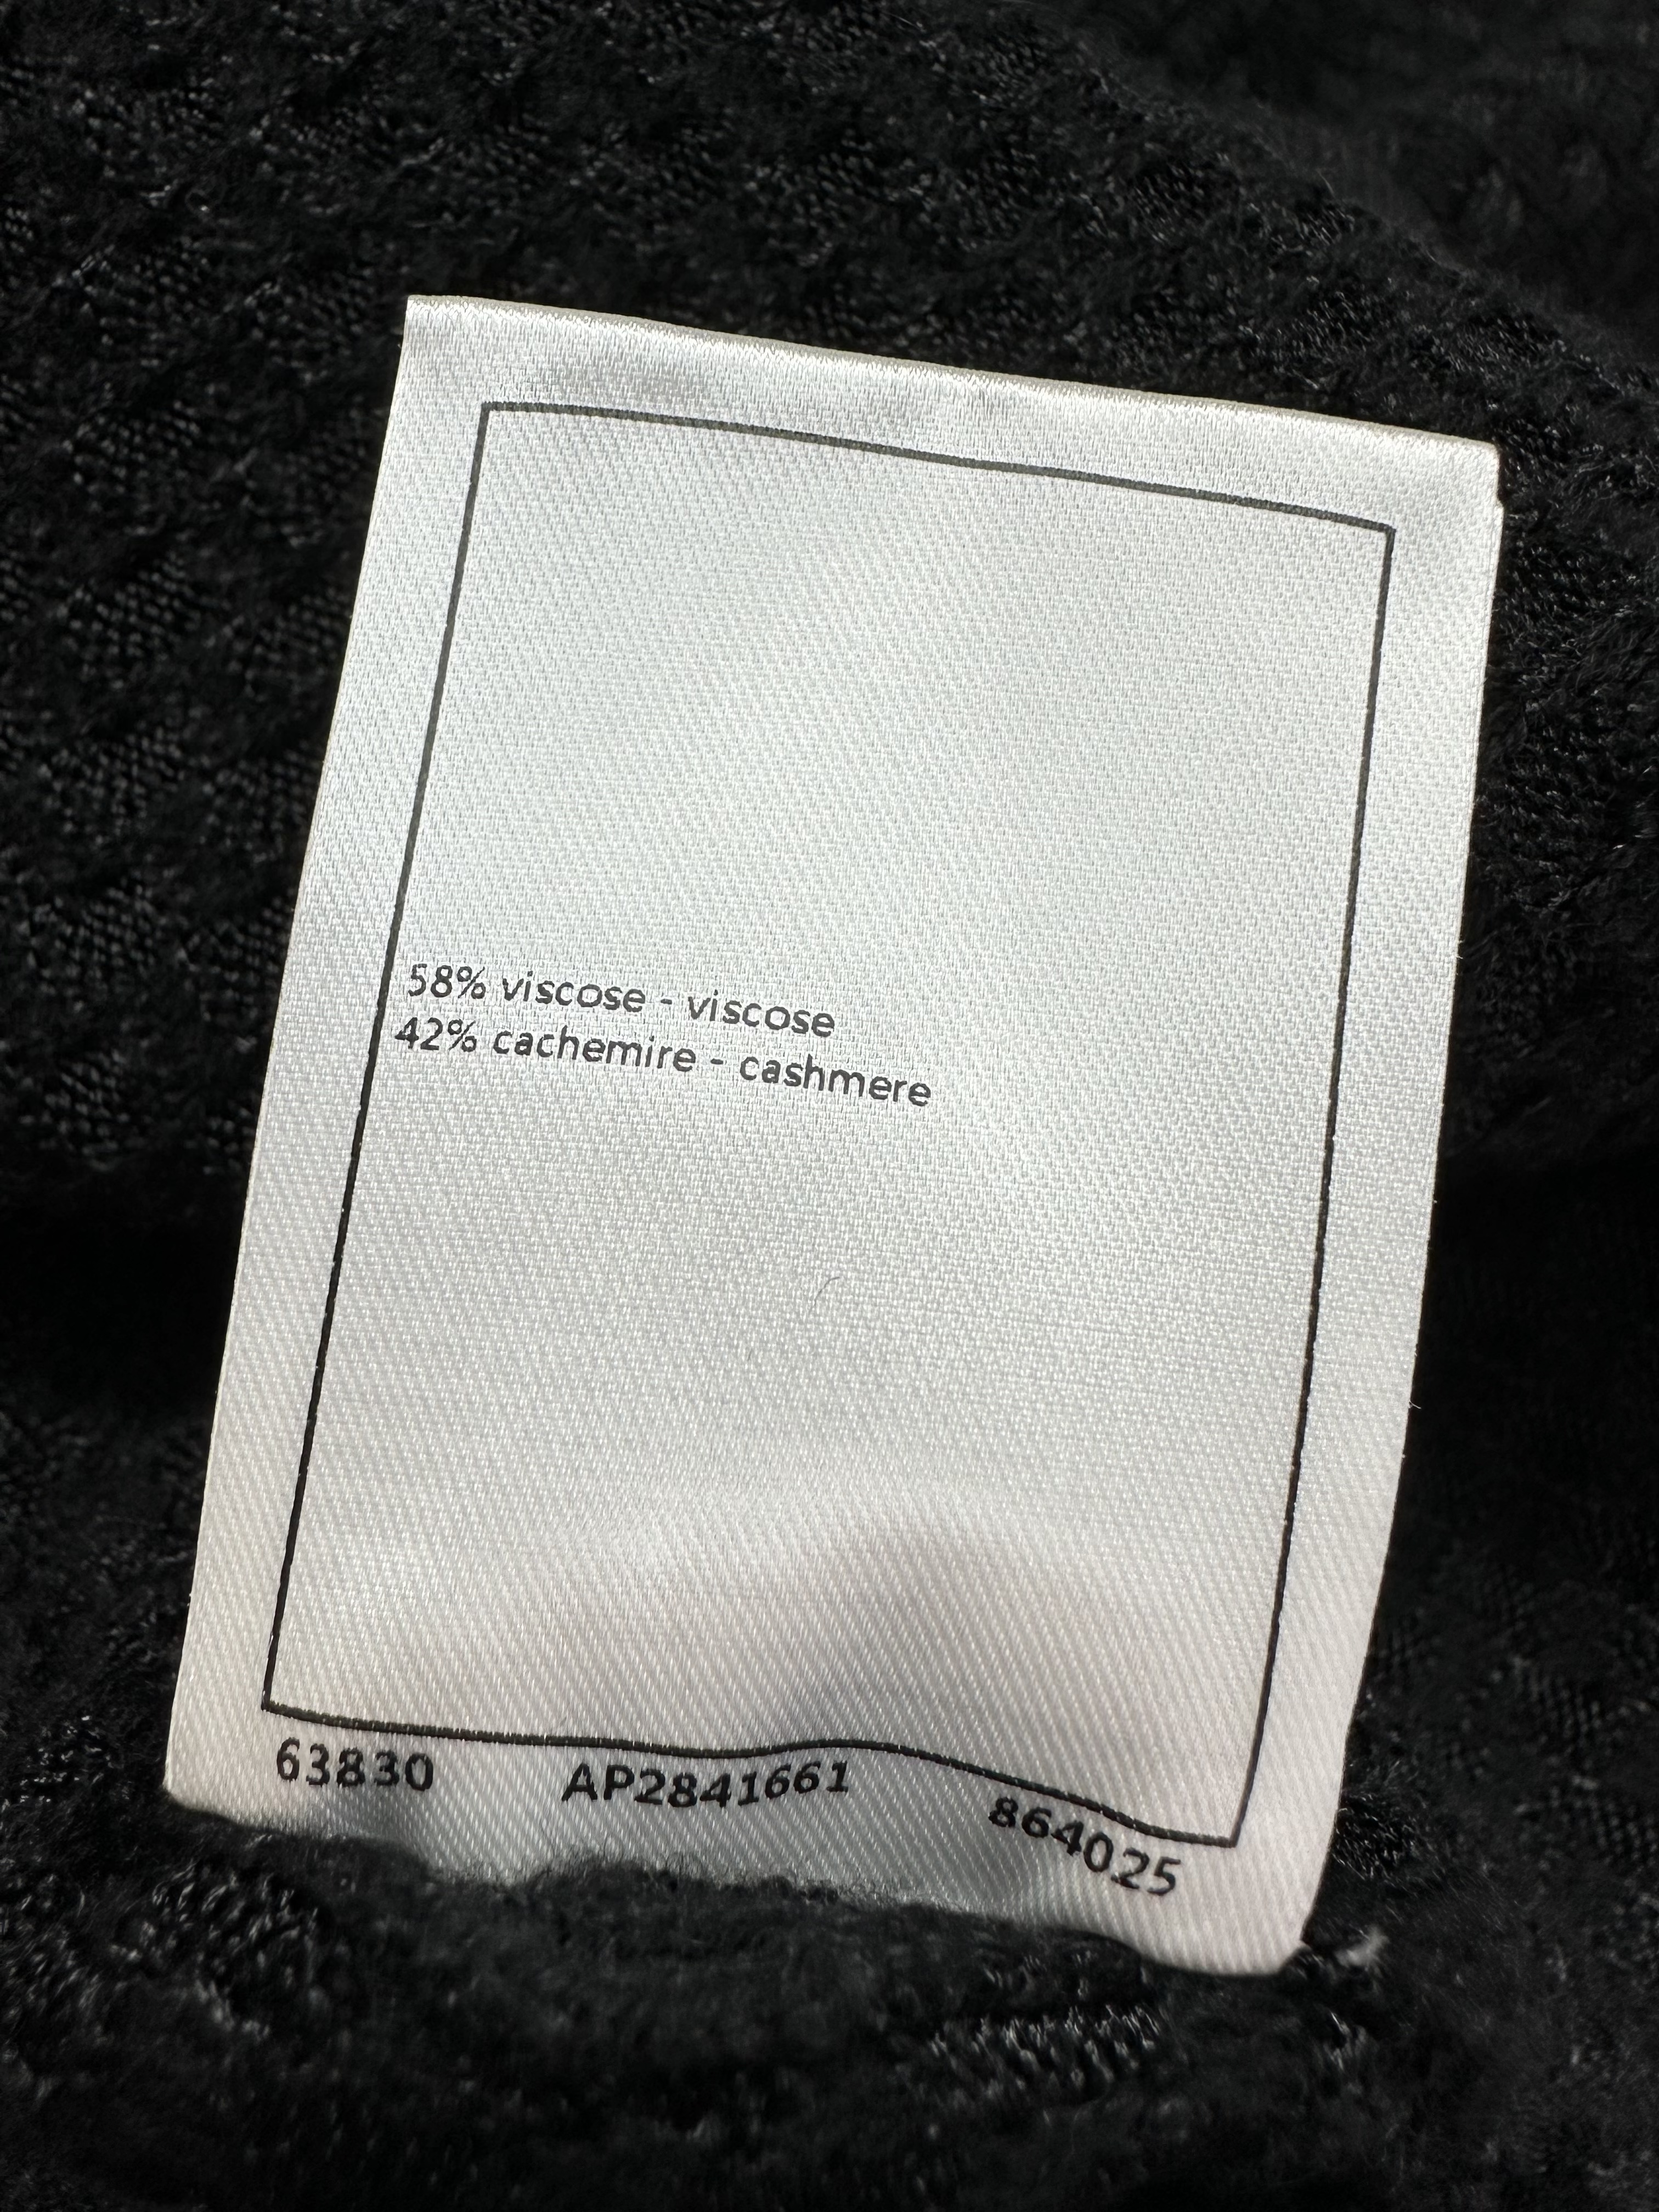 58% viscose - viscose
42% cachemire - cashmere
63830 AP2841661 864025